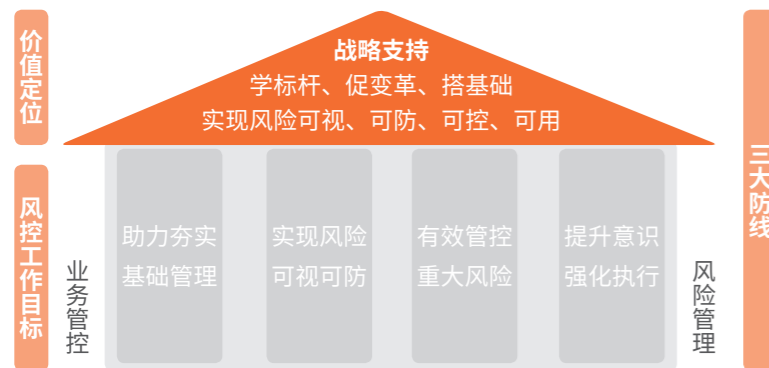 价值定位
战略支持
学标杆、促变革、搭基础
实现风险可视、可防、可控、可用
三大防线
风控工作目标
业务管控
助力夯实
基础管理
实现风险
可视可防
有效管控
重大风险
提升意识
强化执行
风险管理